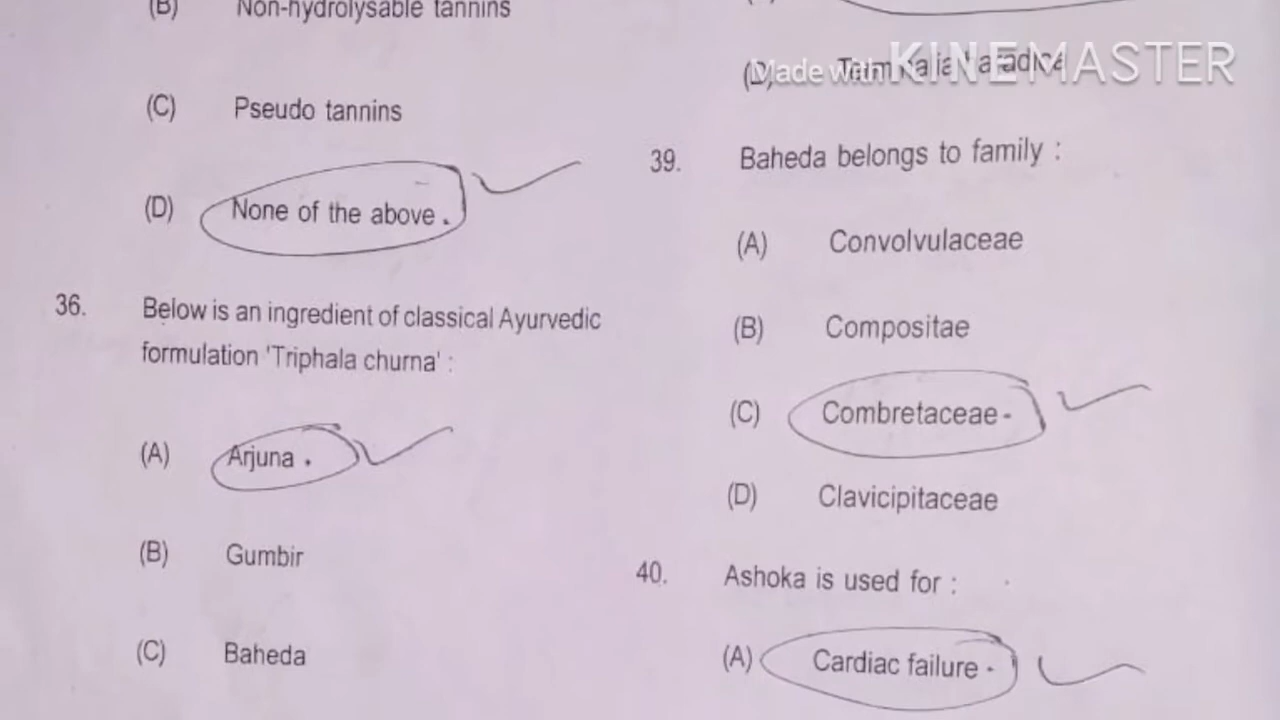 (B) Non-hydrolysable tannins
(C) Pseudo tannins
(D) None of the above .
36. Below is an ingredient of classical Ayurvedic
formulation 'Triphala churna' :
(A) Arjuna .
(B) Gumbir
(C) Baheda
(D)
Made with KINEMASTER
39. Baheda belongs to family :
(A) Convolvulaceae
(B) Compositae
(C) Combretaceae -
(D) Clavicipitaceae
40. Ashoka is used for :
(A) Cardiac failure -